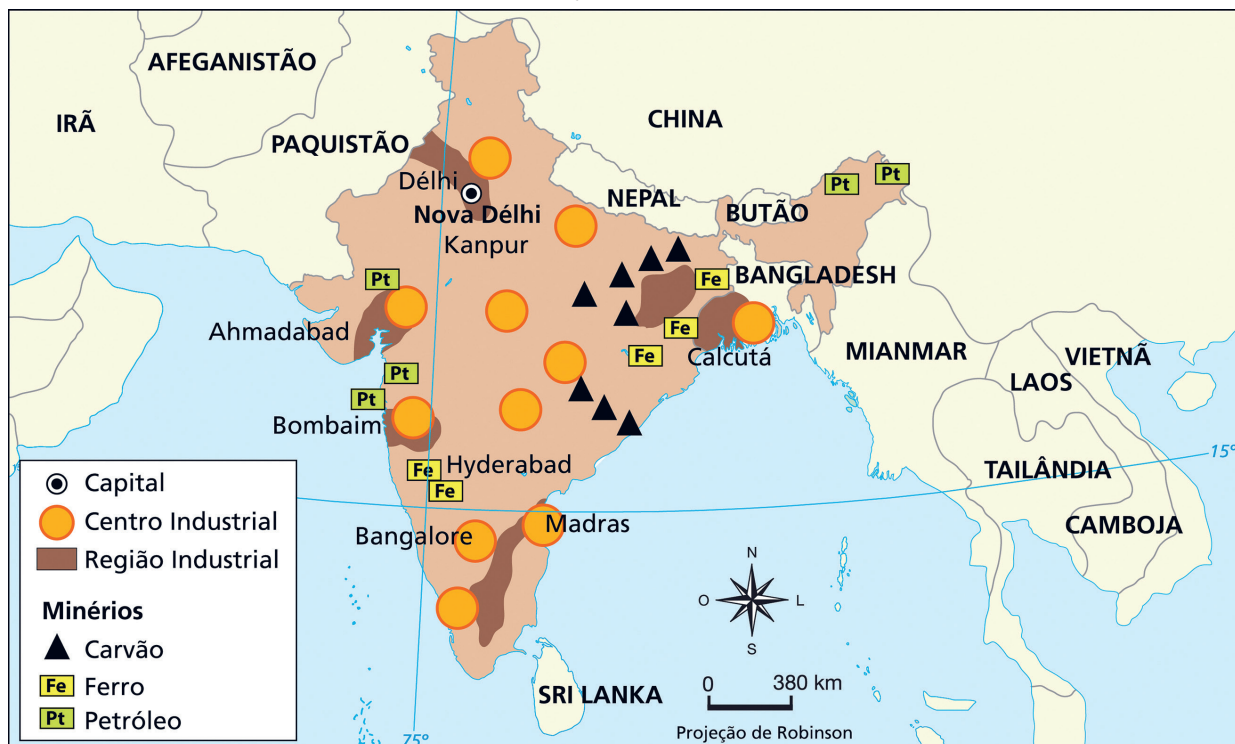 AFEGANISTÃO
IRÃ
CHINA
PAQUISTÃO
Pt
Pt
Délhi
NEPAL
BUTÃO
Nova Délhi
Kanpur
BANGLADESH
Pt
Fe
Ahmadabad
Fe
Calcutá
MIANMAR
VIETNÃ
Fe
LAOS
Pt
Pt
Bombaim
15°
Hyderabad
Fe
Fe
TAILÂNDIA
Bangalore
Madras
CAMBOJA
Capital
Centro Industrial
Região Industrial
Minérios
Carvão
Fe Ferro
Pt Petróleo
N
O L
S
SRI LANKA
0 380 km
Projeção de Robinson
75°